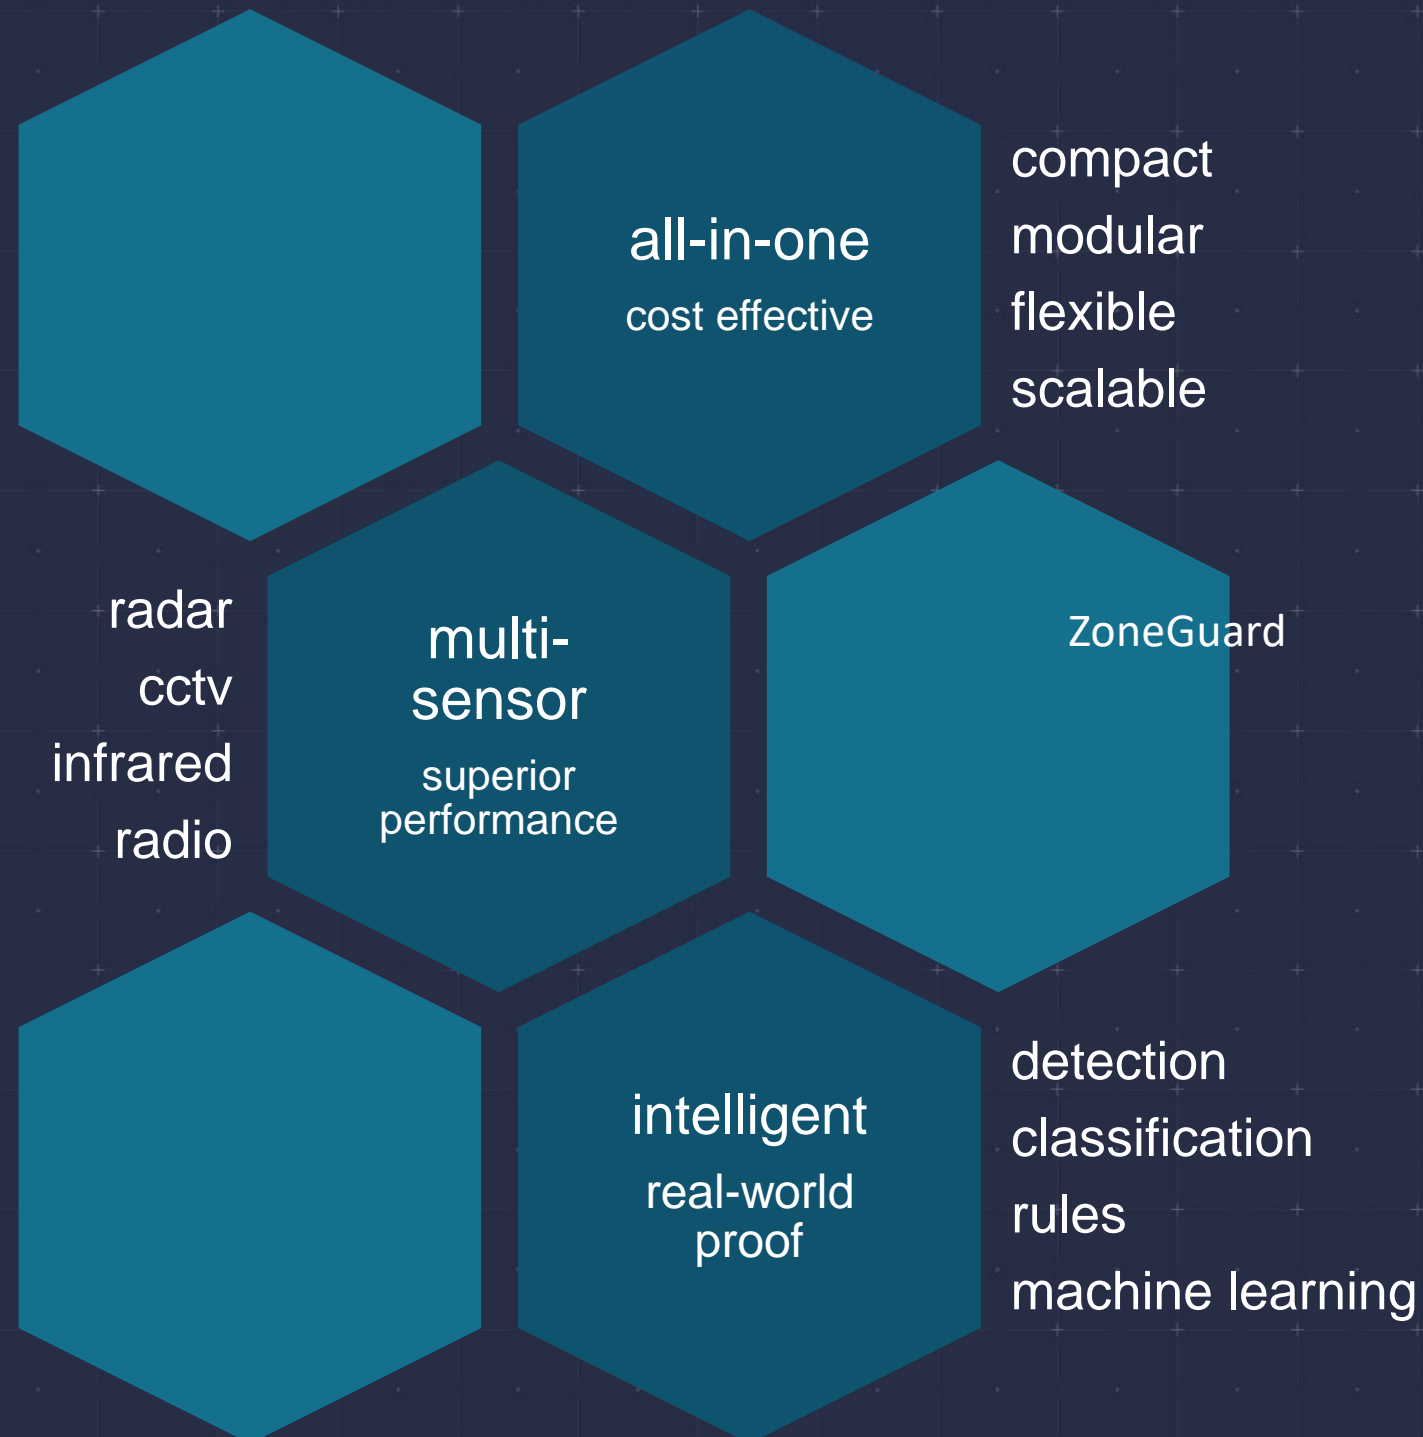 all-in-one
cost effective
compact
modular
flexible
scalable
radar
cctv
infrared
radio
multi-
sensor
superior
performance
ZoneGuard
intelligent
real-world
proof
detection
classification
rules
machine learning